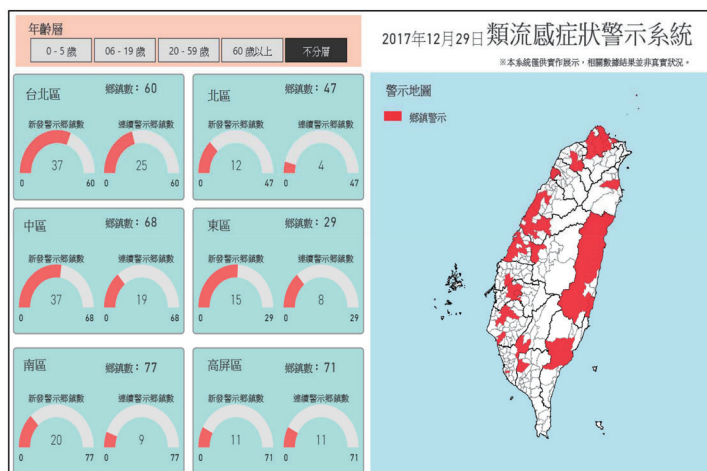 年齡層
0 - 5 歲
06 - 19 歲
20 - 59 歲
60 歲以上
不分層
2017年12月29日類流感症狀警示系統
※本系統僅供實作展示，相關數據結果並非真實狀況。
台北區 鄉鎮數：60
新發警示鄉鎮數 連續警示鄉鎮數
37 25
0 60 0 60
北區 鄉鎮數：47
新發警示鄉鎮數 連續警示鄉鎮數
12 4
0 47 0 47
中區 鄉鎮數：68
新發警示鄉鎮數 連續警示鄉鎮數
37 19
0 68 0 68
東區 鄉鎮數：29
新發警示鄉鎮數 連續警示鄉鎮數
15 8
0 29 0 29
南區 鄉鎮數：77
新發警示鄉鎮數 連續警示鄉鎮數
20 9
0 77 0 77
高屏區 鄉鎮數：71
新發警示鄉鎮數 連續警示鄉鎮數
11 11
0 71 0 71
警示地圖
鄉鎮警示